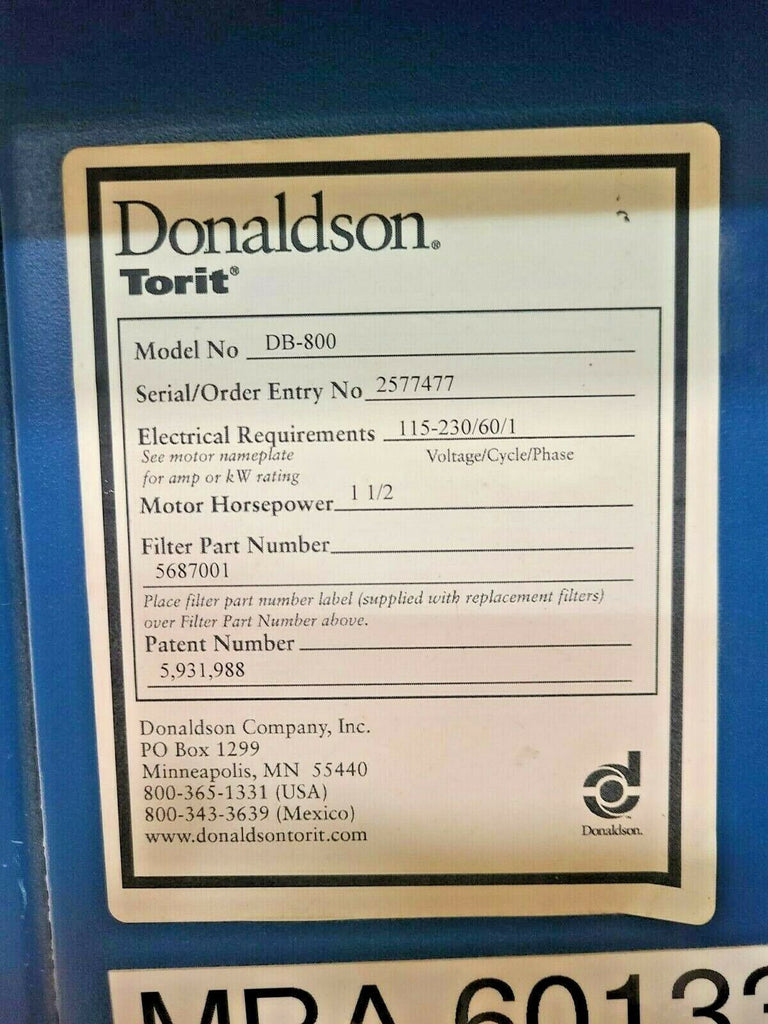 Donaldson®
Torit®
Model No DB-800
Serial/Order Entry No 2577477
Electrical Requirements 115-230/60/1
See motor nameplate Voltage/Cycle/Phase
for amp or kW rating
Motor Horsepower 1 1/2
Filter Part Number
5687001
Place filter part number label (supplied with replacement filters)
over Filter Part Number above.
Patent Number
5,931,988
Donaldson Company, Inc.
PO Box 1299
Minneapolis, MN 55440
800-365-1331 (USA)
800-343-3639 (Mexico)
www.donaldsontorit.com
Donaldson.
MRA 60133